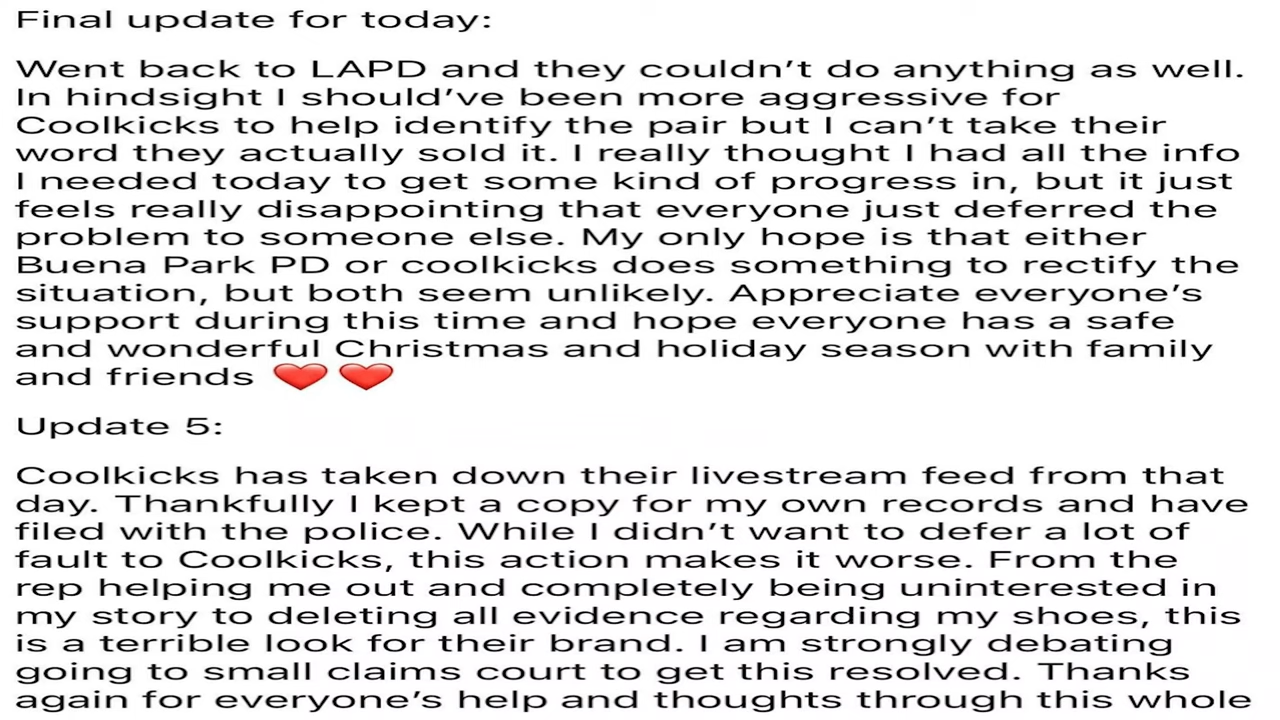 Final update for today:
Went back to LAPD and they couldn’t do anything as well.
In hindsight I should’ve been more aggressive for
Coolkicks to help identify the pair but I can’t take their
word they actually sold it. I really thought I had all the info
I needed today to get some kind of progress in, but it just
feels really disappointing that everyone just deferred the
problem to someone else. My only hope is that either
Buena Park PD or coolkicks does something to rectify the
situation, but both seem unlikely. Appreciate everyone’s
support during this time and hope everyone has a safe
and wonderful Christmas and holiday season with family
and friends ❤️ ❤️
Update 5:
Coolkicks has taken down their livestream feed from that
day. Thankfully I kept a copy for my own records and have
filed with the police. While I didn’t want to defer a lot of
fault to Coolkicks, this action makes it worse. From the
rep helping me out and completely being uninterested in
my story to deleting all evidence regarding my shoes, this
is a terrible look for their brand. I am strongly debating
going to small claims court to get this resolved. Thanks
again for everyone’s help and thoughts through this whole